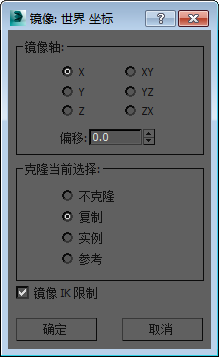 镜像: 世界 坐标
镜像轴:
X XY
Y YZ
Z ZX
偏移: 0.0
克隆当前选择:
不克隆
复制
实例
参考
镜像 IK 限制
确定 取消